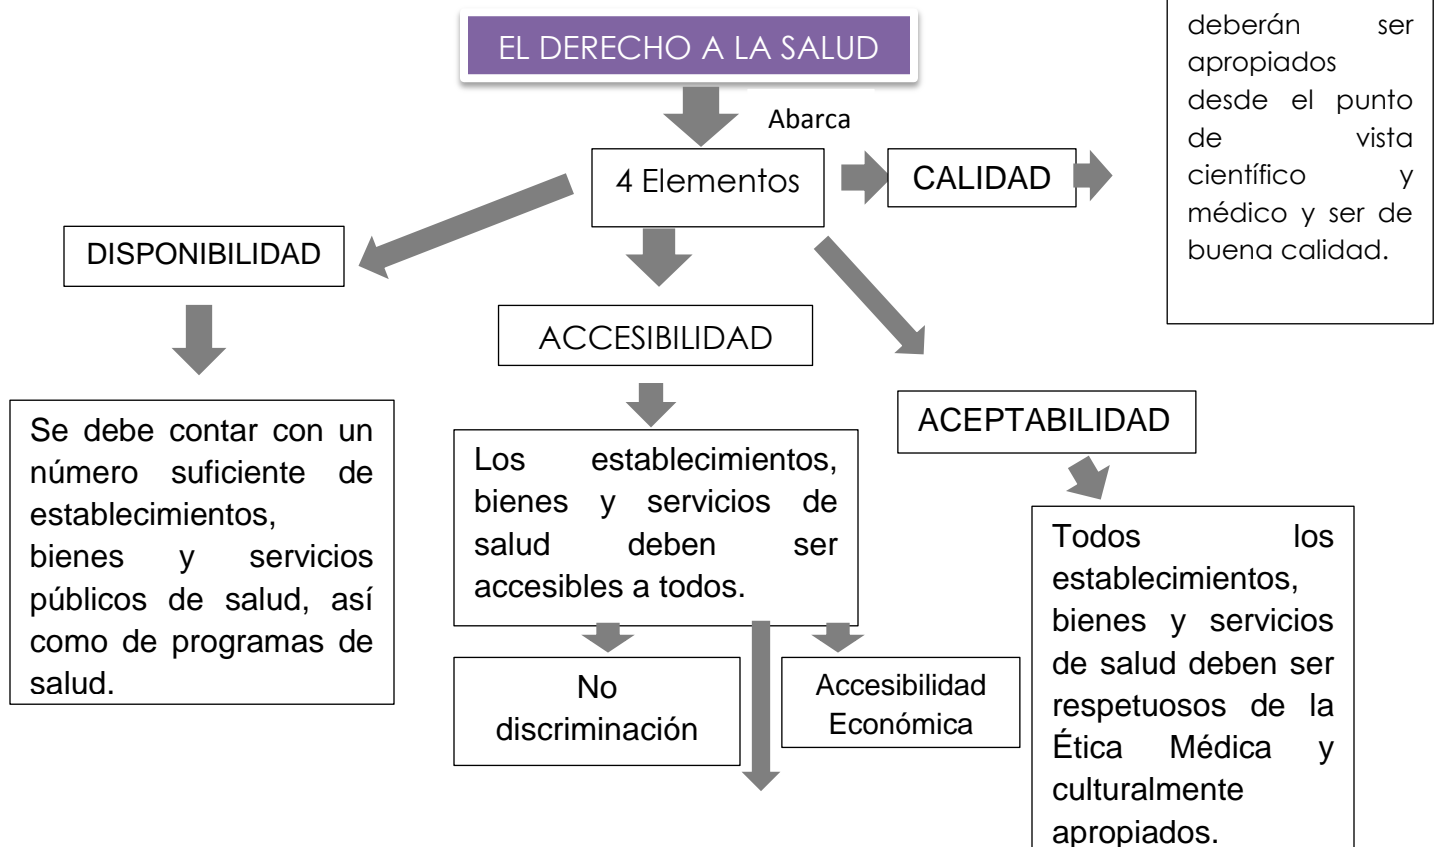 EL DERECHO A LA SALUD
Abarca
4 Elementos
CALIDAD
deberán ser
apropiados
desde el punto
de vista
científico y
médico y ser de
buena calidad.
DISPONIBILIDAD
Se debe contar con un
número suficiente de
establecimientos,
bienes y servicios
públicos de salud, así
como de programas de
salud.
ACCESIBILIDAD
Los establecimientos,
bienes y servicios de
salud deben ser
accesibles a todos.
No
discriminación
Accesibilidad
Económica
ACEPTABILIDAD
Todos los
establecimientos,
bienes y servicios
de salud deben ser
respetuosos de la
Ética Médica y
culturalmente
apropiados.